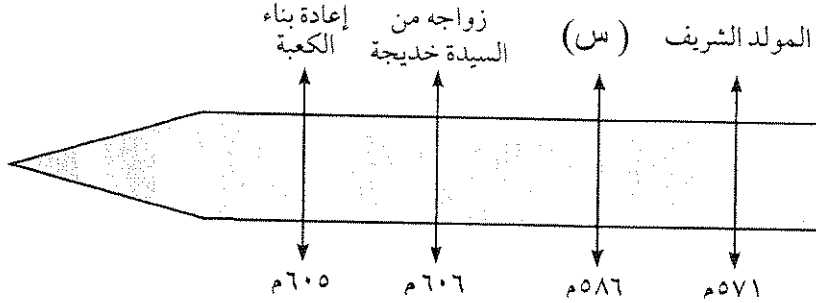 المولد الشريف
(س)
زواجه من
السيدة خديجة
إعادة بناء
الكعبة
٥٧١م
٥٨٦م
٦٠٦م
٦٠٥م